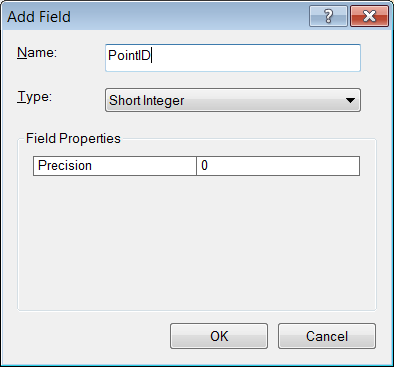 Add Field
Name: PointID
Type: Short Integer
Field Properties
Precision 0
OK Cancel